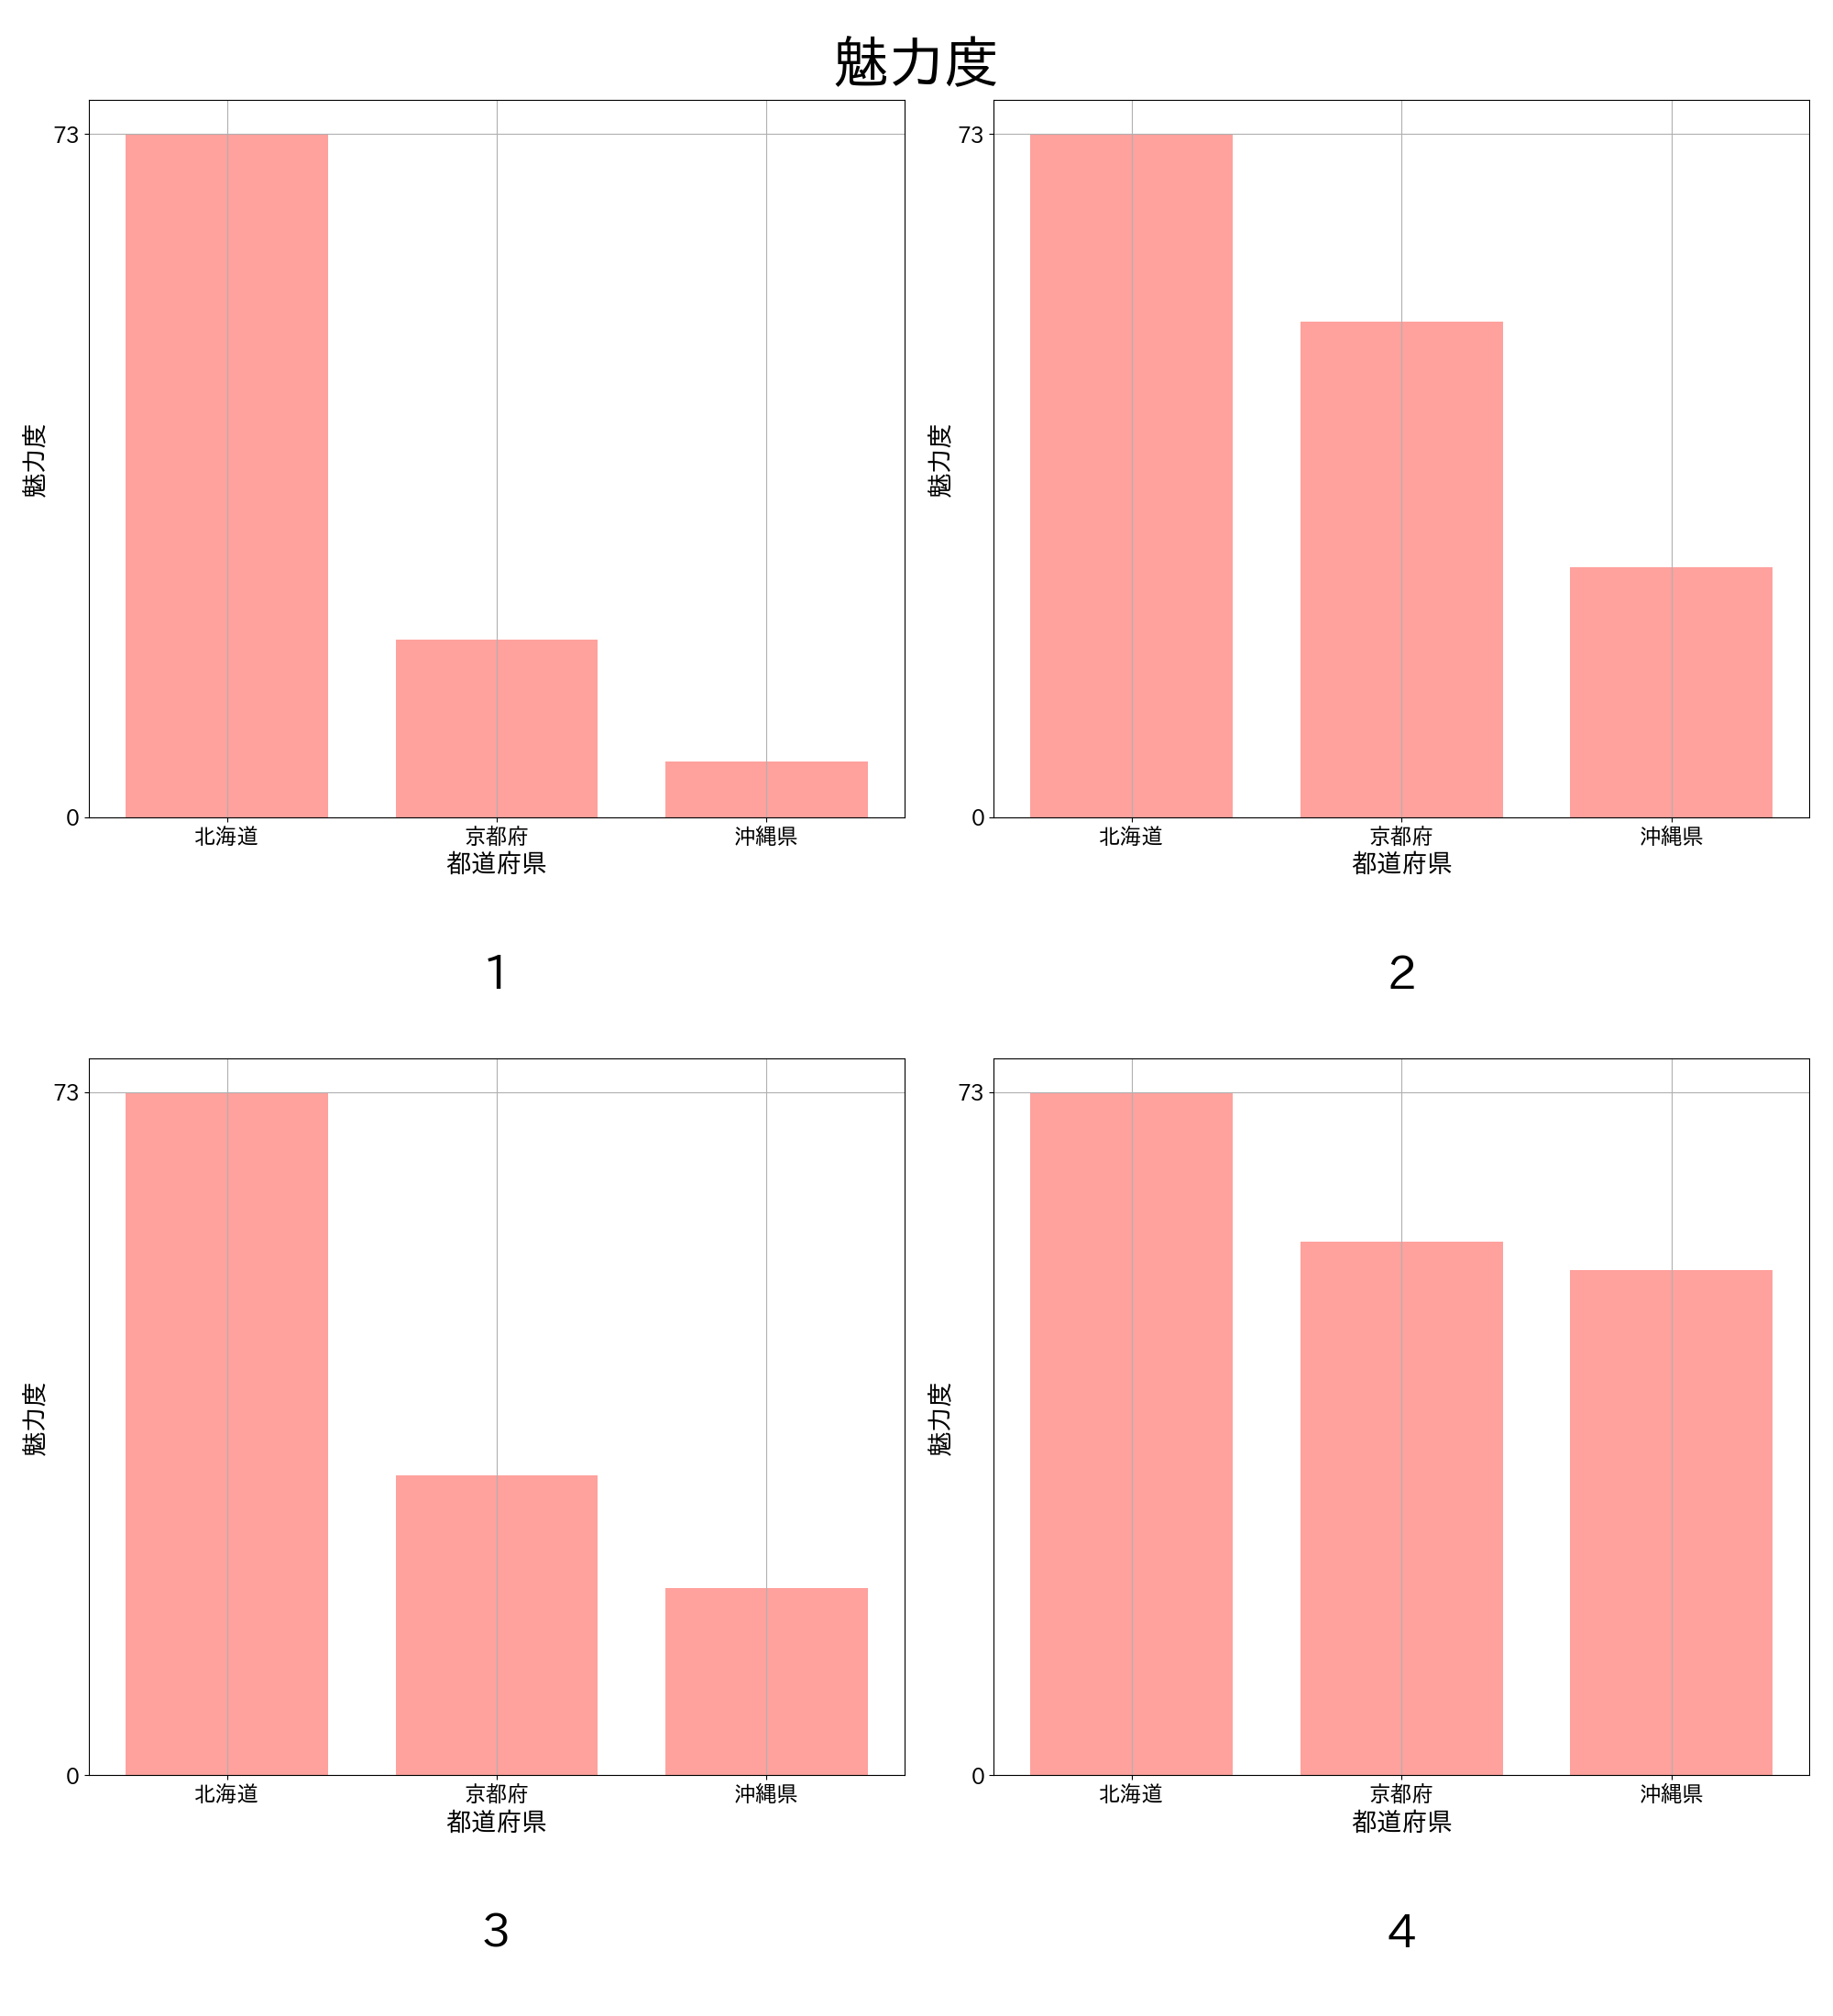 魅力度
73
魅力度
0
北海道 京都府 沖縄県
都道府県
1
73
魅力度
0
北海道 京都府 沖縄県
都道府県
2
73
魅力度
0
北海道 京都府 沖縄県
都道府県
3
73
魅力度
0
北海道 京都府 沖縄県
都道府県
4